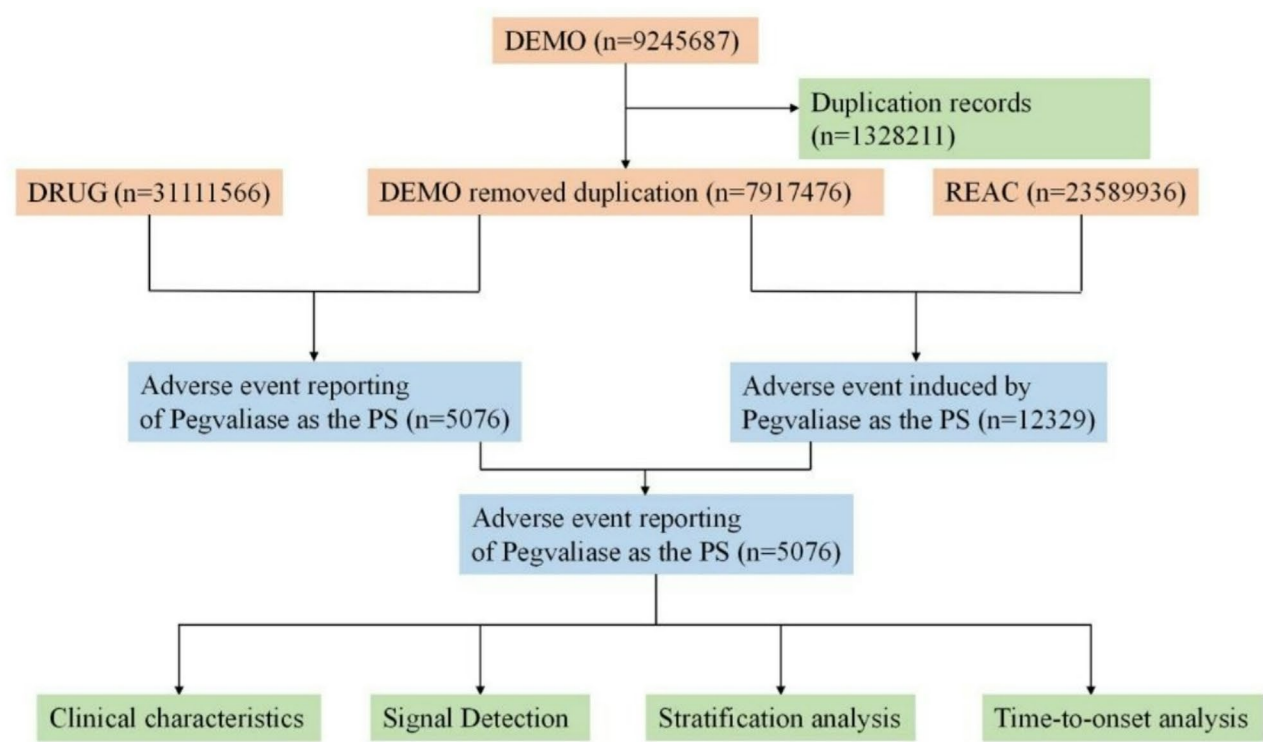 DEMO (n=9245687)
Duplication records
(n=1328211)
DRUG (n=31111566)
DEMO removed duplication (n=7917476)
REAC (n=23589936)
Adverse event reporting
of Pegvaliase as the PS (n=5076)
Adverse event induced by
Pegvaliase as the PS (n=12329)
Adverse event reporting
of Pegvaliase as the PS (n=5076)
Clinical characteristics
Signal Detection
Stratification analysis
Time-to-onset analysis